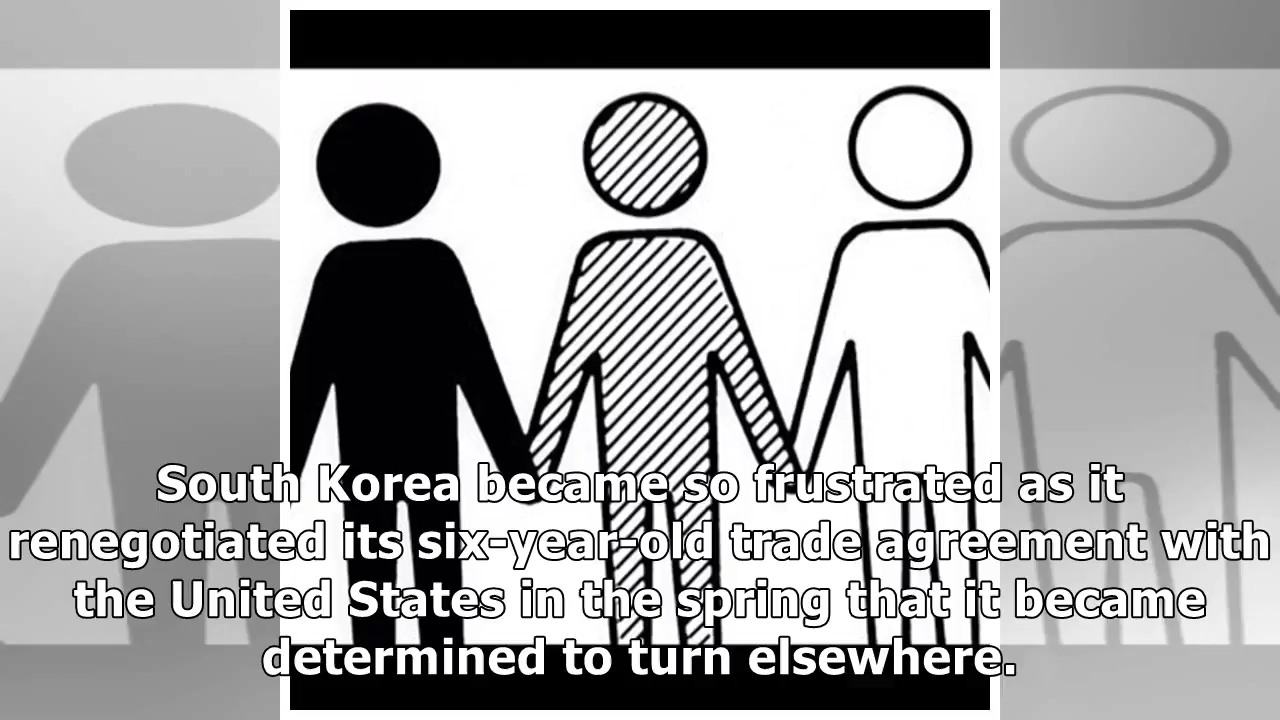 South Korea became so frustrated as it
renegotiated its six-year-old trade agreement with
the United States in the spring that it became
determined to turn elsewhere.